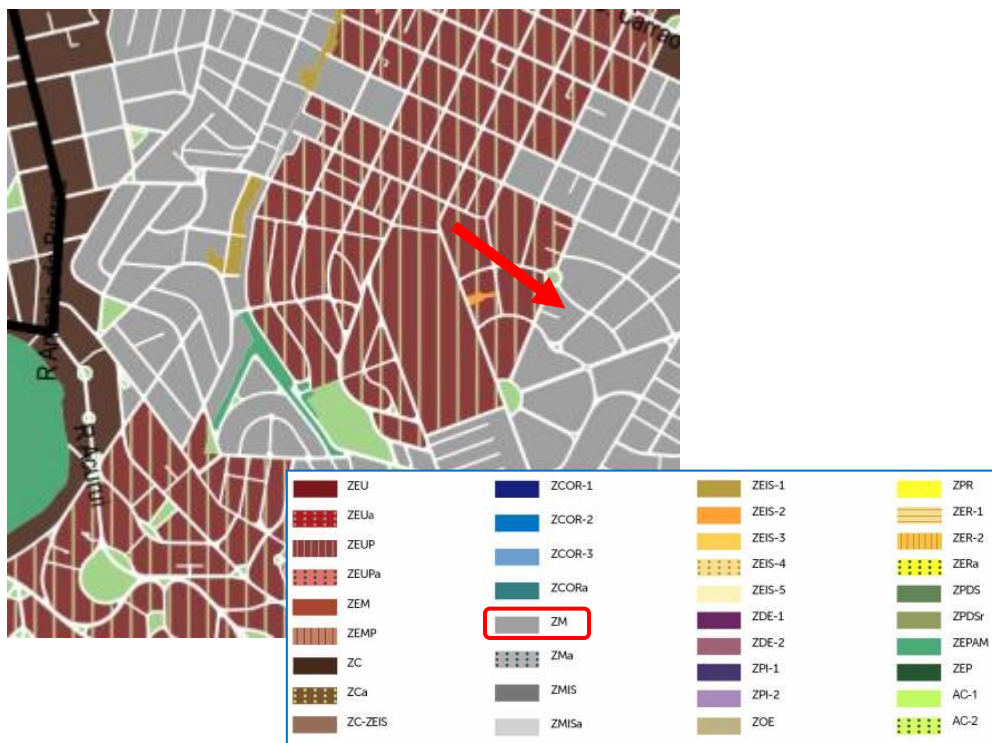 Carrão
R Acuruí
ZEU
ZEUa
ZEUP
ZEUPa
ZEM
ZEMP
ZC
ZCa
ZC-ZEIS
ZCOR-1
ZCOR-2
ZCOR-3
ZCORa
ZM
ZMa
ZMIS
ZMISa
ZEIS-1
ZEIS-2
ZEIS-3
ZEIS-4
ZEIS-5
ZDE-1
ZDE-2
ZPI-1
ZPI-2
ZOE
ZPR
ZER-1
ZER-2
ZERa
ZPDS
ZPDSr
ZEPAM
ZEP
AC-1
AC-2